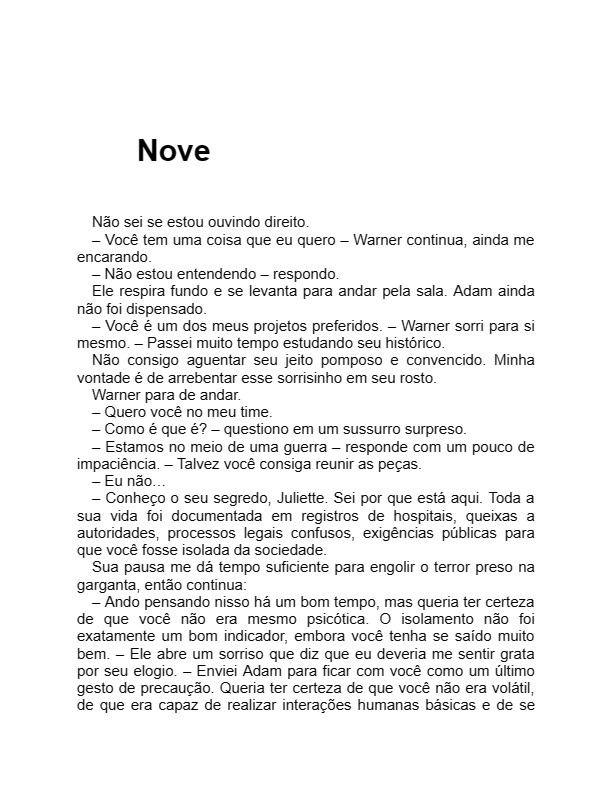 Nove
Não sei se estou ouvindo direito.
– Você tem uma coisa que eu quero – Warner continua, ainda me
encarando.
– Não estou entendendo – respondo.
Ele respira fundo e se levanta para andar pela sala. Adam ainda
não foi dispensado.
– Você é um dos meus projetos preferidos. – Warner sorri para si
mesmo. – Passei muito tempo estudando seu histórico.
Não consigo aguentar seu jeito pomposo e convencido. Minha
vontade é de arrebentar esse sorrisinho em seu rosto.
Warner para de andar.
– Quero você no meu time.
– Como é que é? – questiono em um sussurro surpreso.
– Estamos no meio de uma guerra – responde com um pouco de
impaciência. – Talvez você consiga reunir as peças.
– Eu não…
– Conheço o seu segredo, Juliette. Sei por que está aqui. Toda a
sua vida foi documentada em registros de hospitais, queixas a
autoridades, processos legais confusos, exigências públicas para
que você fosse isolada da sociedade.
Sua pausa me dá tempo suficiente para engolir o terror preso na
garganta, então continua:
– Ando pensando nisso há um bom tempo, mas queria ter certeza
de que você não era mesmo psicótica. O isolamento não foi
exatamente um bom indicador, embora você tenha se saído muito
bem. – Ele abre um sorriso que diz que eu deveria me sentir grata
por seu elogio. – Enviei Adam para ficar com você como um último
gesto de precaução. Queria ter certeza de que você não era volátil,
de que era capaz de realizar interações humanas básicas e de se